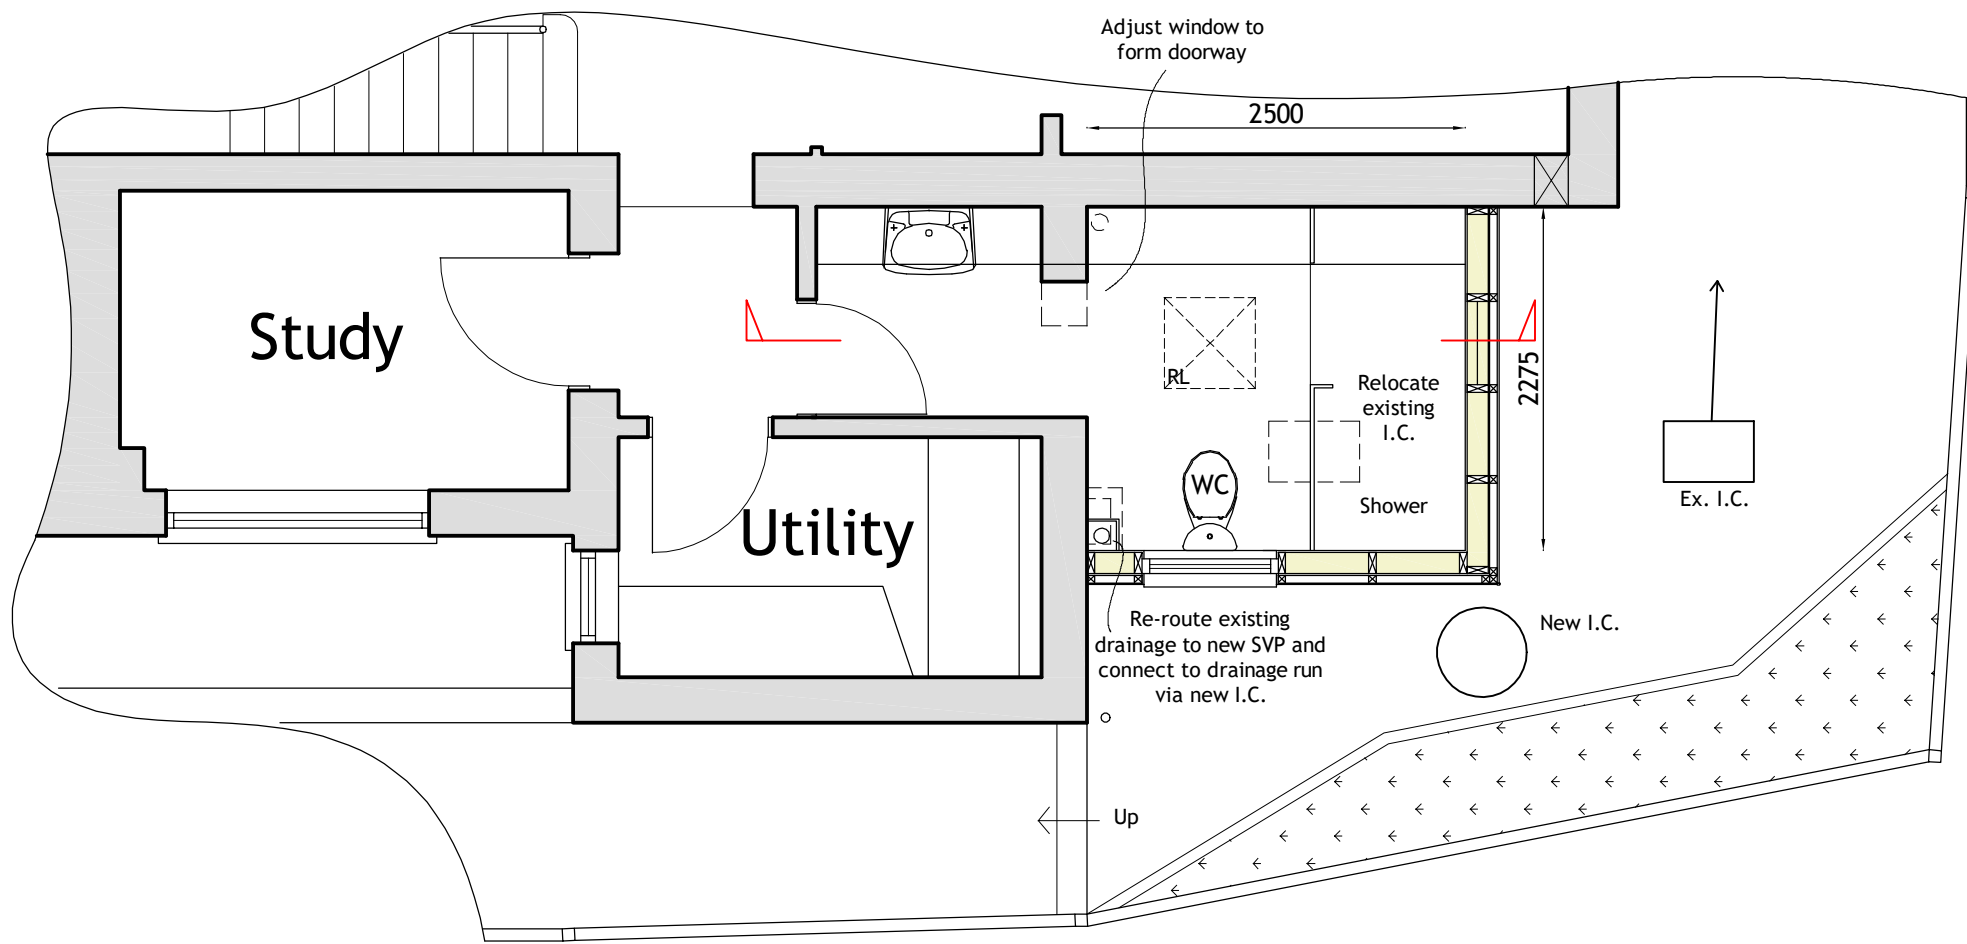 Adjust window to
form doorway
2500
Study
RL
Relocate
existing
I.C.
2275
WC
Shower
Ex. I.C.
Utility
Re-route existing
drainage to new SVP and
connect to drainage run
via new I.C.
New I.C.
Up